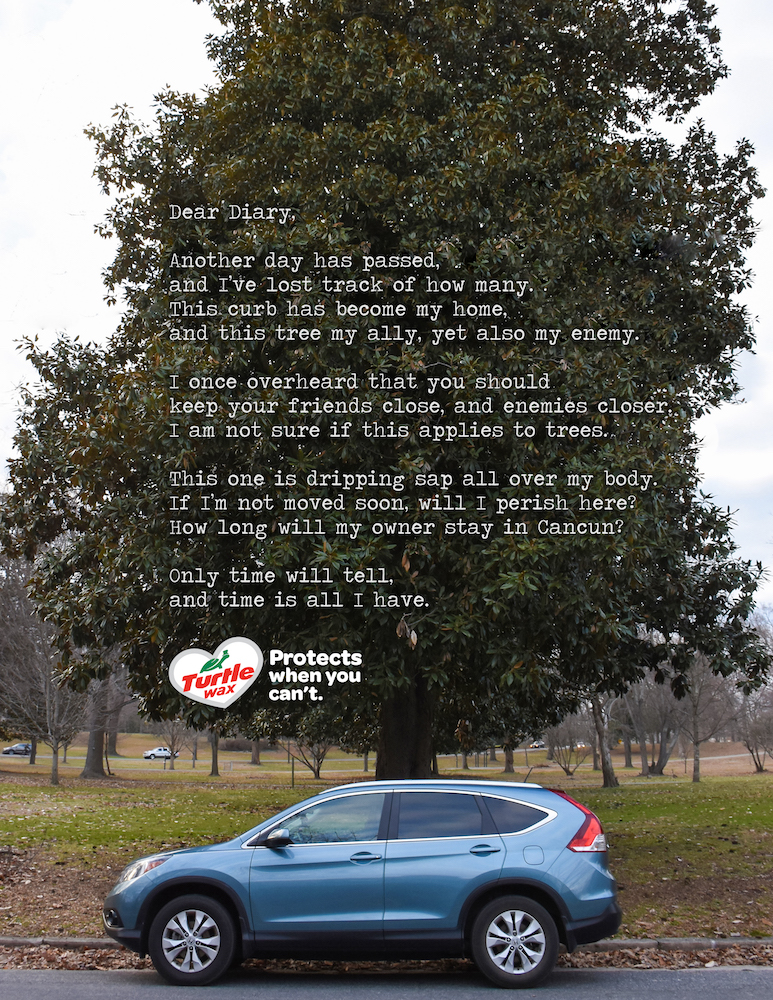 Dear Diary,
Another day has passed,
and I've lost track of how many.
This curb has become my home,
and this tree my ally, yet also my enemy.
I once overheard that you should
keep your friends close, and enemies closer.
I am not sure if this applies to trees.
This one is dripping sap all over my body.
If I'm not moved soon, will I perish here?
How long will my owner stay in Cancun?
Only time will tell,
and time is all I have.
Turtle
wax
Protects
when you
can't.